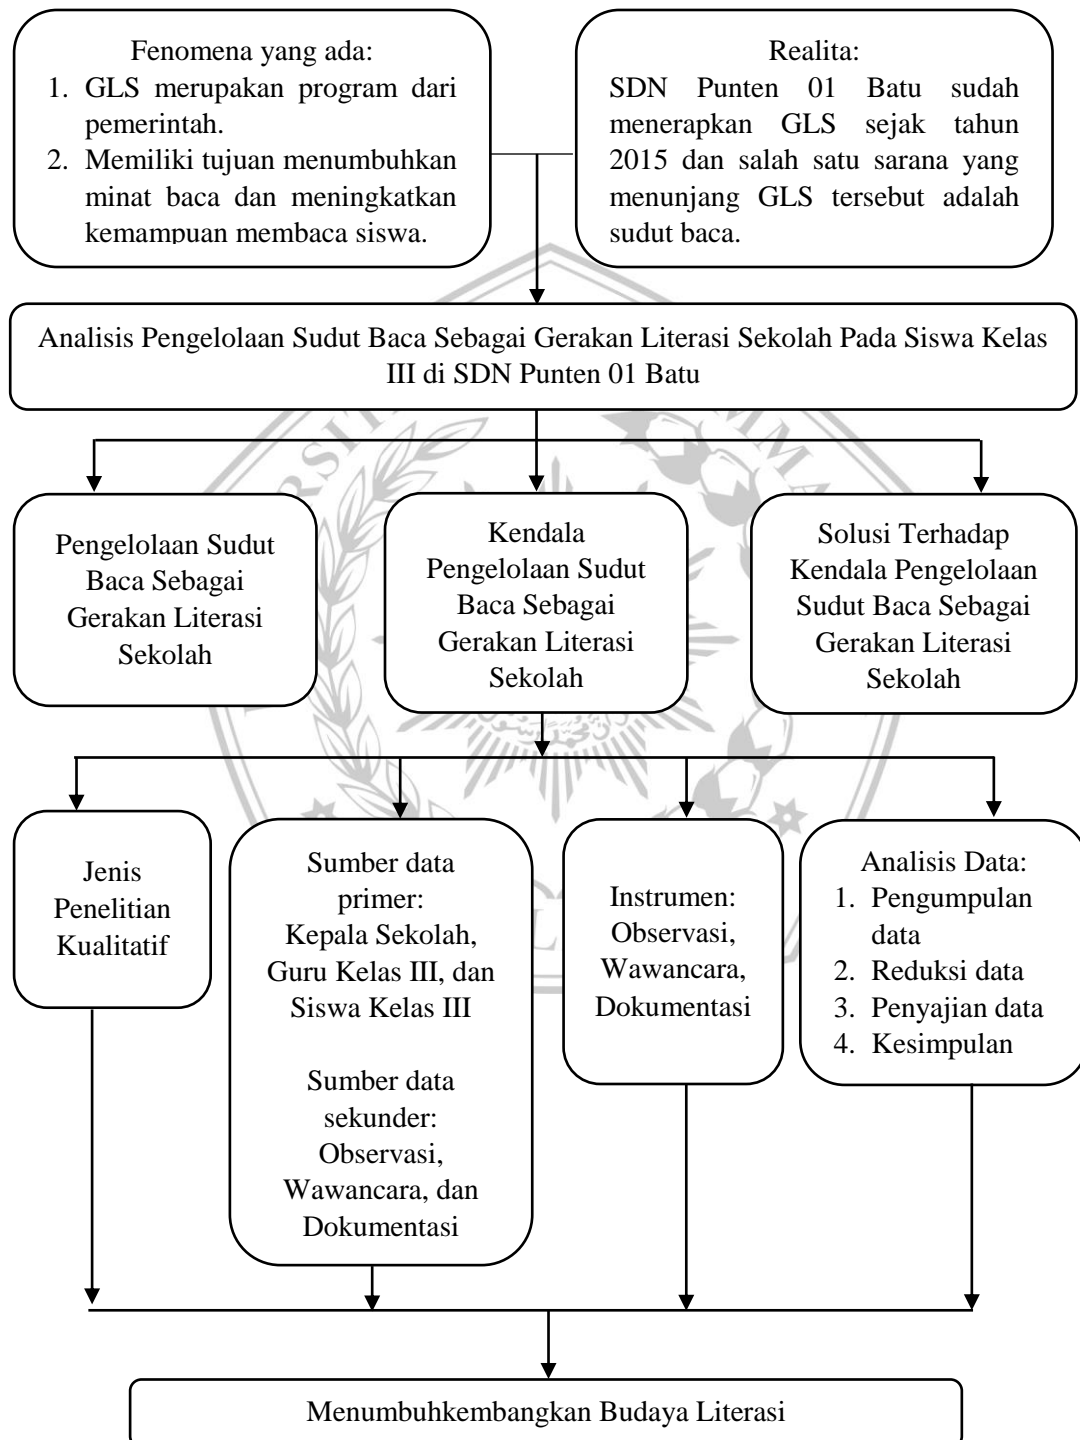 Fenomena yang ada:
1. GLS merupakan program dari
pemerintah.
2. Memiliki tujuan menumbuhkan
minat baca dan meningkatkan
kemampuan membaca siswa.
Realita:
SDN Punten 01 Batu sudah
menerapkan GLS sejak tahun
2015 dan salah satu sarana yang
menunjang GLS tersebut adalah
sudut baca.
Analisis Pengelolaan Sudut Baca Sebagai Gerakan Literasi Sekolah Pada Siswa Kelas
III di SDN Punten 01 Batu
Pengelolaan Sudut
Baca Sebagai
Gerakan Literasi
Sekolah
Kendala
Pengelolaan Sudut
Baca Sebagai
Gerakan Literasi
Sekolah
Solusi Terhadap
Kendala Pengelolaan
Sudut Baca Sebagai
Gerakan Literasi
Sekolah
Jenis
Penelitian
Kualitatif
Sumber data
primer:
Kepala Sekolah,
Guru Kelas III, dan
Siswa Kelas III
Sumber data
sekunder:
Observasi,
Wawancara, dan
Dokumentasi
Instrumen:
Observasi,
Wawancara,
Dokumentasi
Analisis Data:
1. Pengumpulan
data
2. Reduksi data
3. Penyajian data
4. Kesimpulan
Menumbuhkembangkan Budaya Literasi